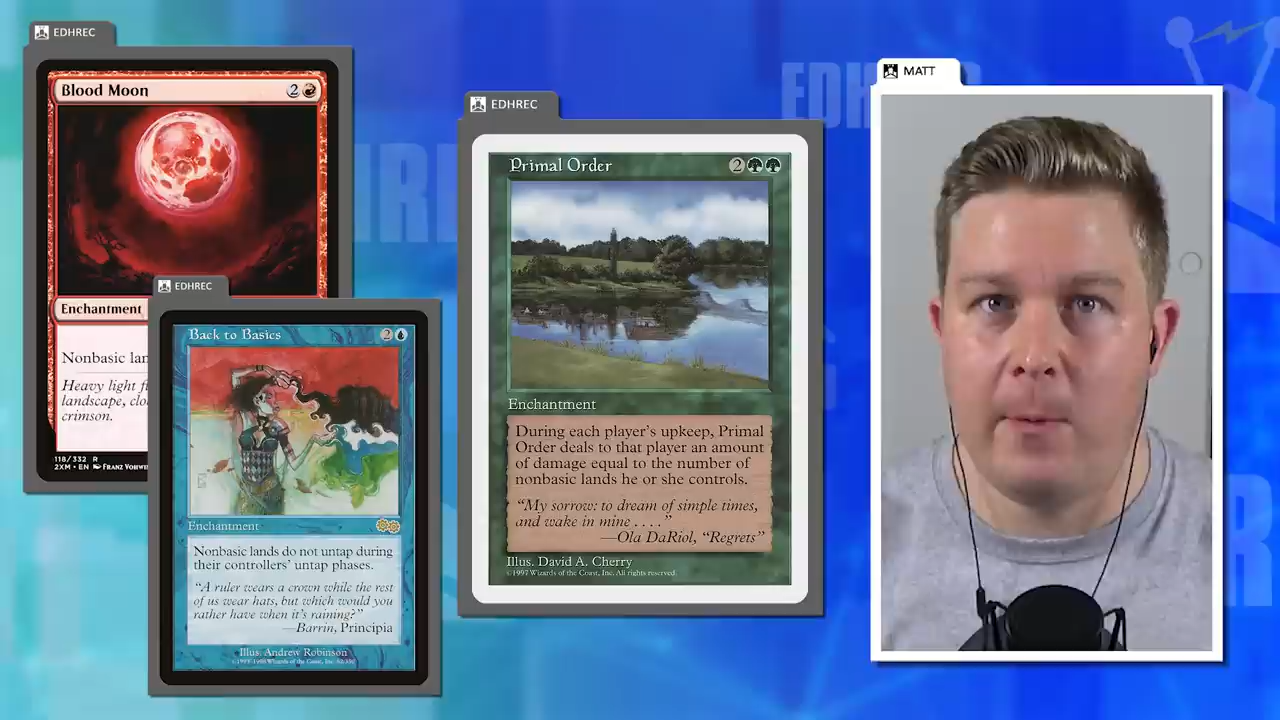 EDHREC
Blood Moon 2
Enchantment
Nonbasic lan
Heavy light
landscape, clo
crimson.
118/332 R
2XM • EN FRANZ VOHWIN
EDHREC
Back to Basics 2
Enchantment
Nonbasic lands do not untap during
their controllers' untap phases.
"A ruler wears a crown while the rest
of us wear hats, but which would you
rather have when it's raining?"
—Barrin, Principia
Illus. Andrew Robinson
EDHREC
Primal Order 2
Enchantment
During each player's upkeep, Primal
Order deals to that player an amount
of damage equal to the number of
nonbasic lands he or she controls.
"My sorrow: to dream of simple times,
and wake in mine . . . ."
—Ola DaRiol, "Regrets"
Illus. David A. Cherry
©1997 Wizards of the Coast, Inc. All rights reserved.
MATT